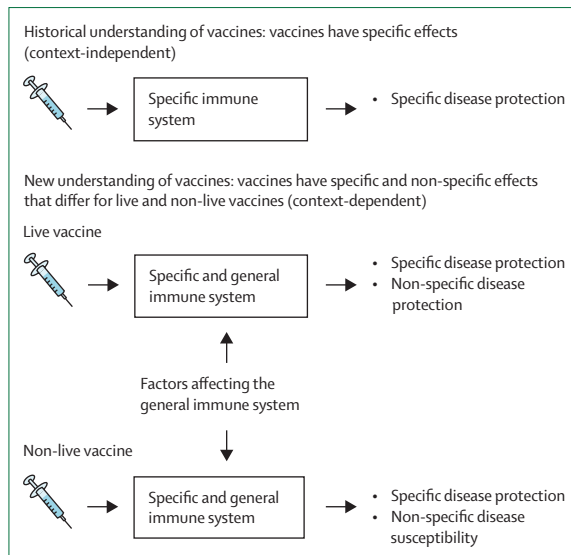 Historical understanding of vaccines: vaccines have specific effects
(context-independent)
Specific immune
system
• Specific disease protection
New understanding of vaccines: vaccines have specific and non-specific effects
that differ for live and non-live vaccines (context-dependent)
Live vaccine
Specific and general
immune system
• Specific disease protection
• Non-specific disease
protection
Factors affecting the
general immune system
Non-live vaccine
Specific and general
immune system
• Specific disease protection
• Non-specific disease
susceptibility